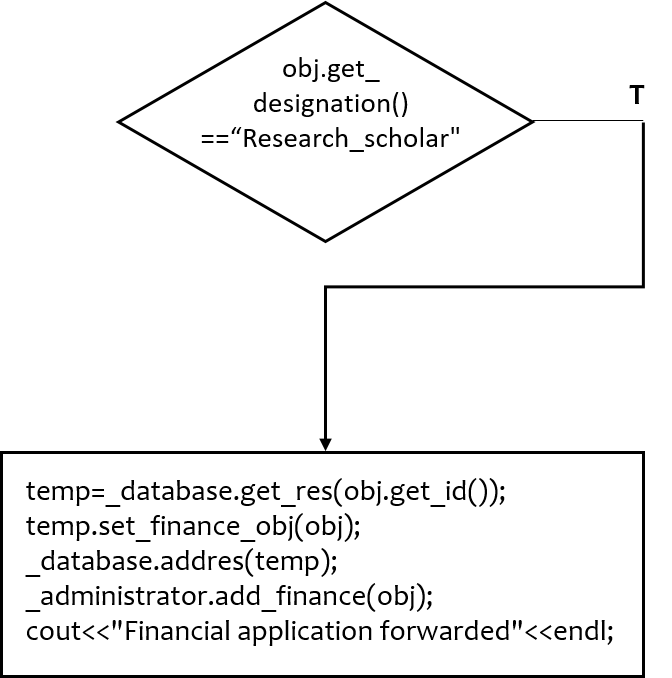 obj.get_
designation()
==“Research_scholar"
T
temp=_database.get_res(obj.get_id());
temp.set_finance_obj(obj);
_database.addres(temp);
_administrator.add_finance(obj);
cout<<"Financial application forwarded"<<endl;